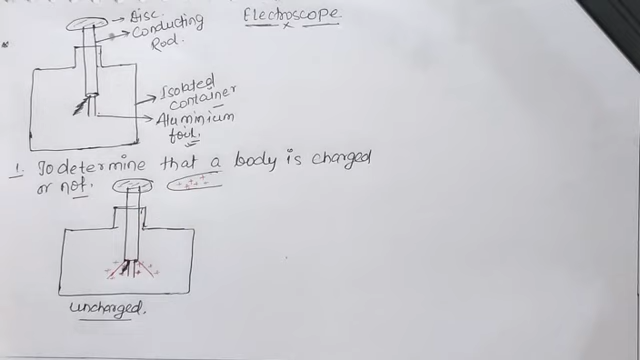 Electroscope
Disc.
Conducting
Rod.
Isolated
container
Aluminium
foil.
1. To determine that a body is charged
or not.
uncharged.